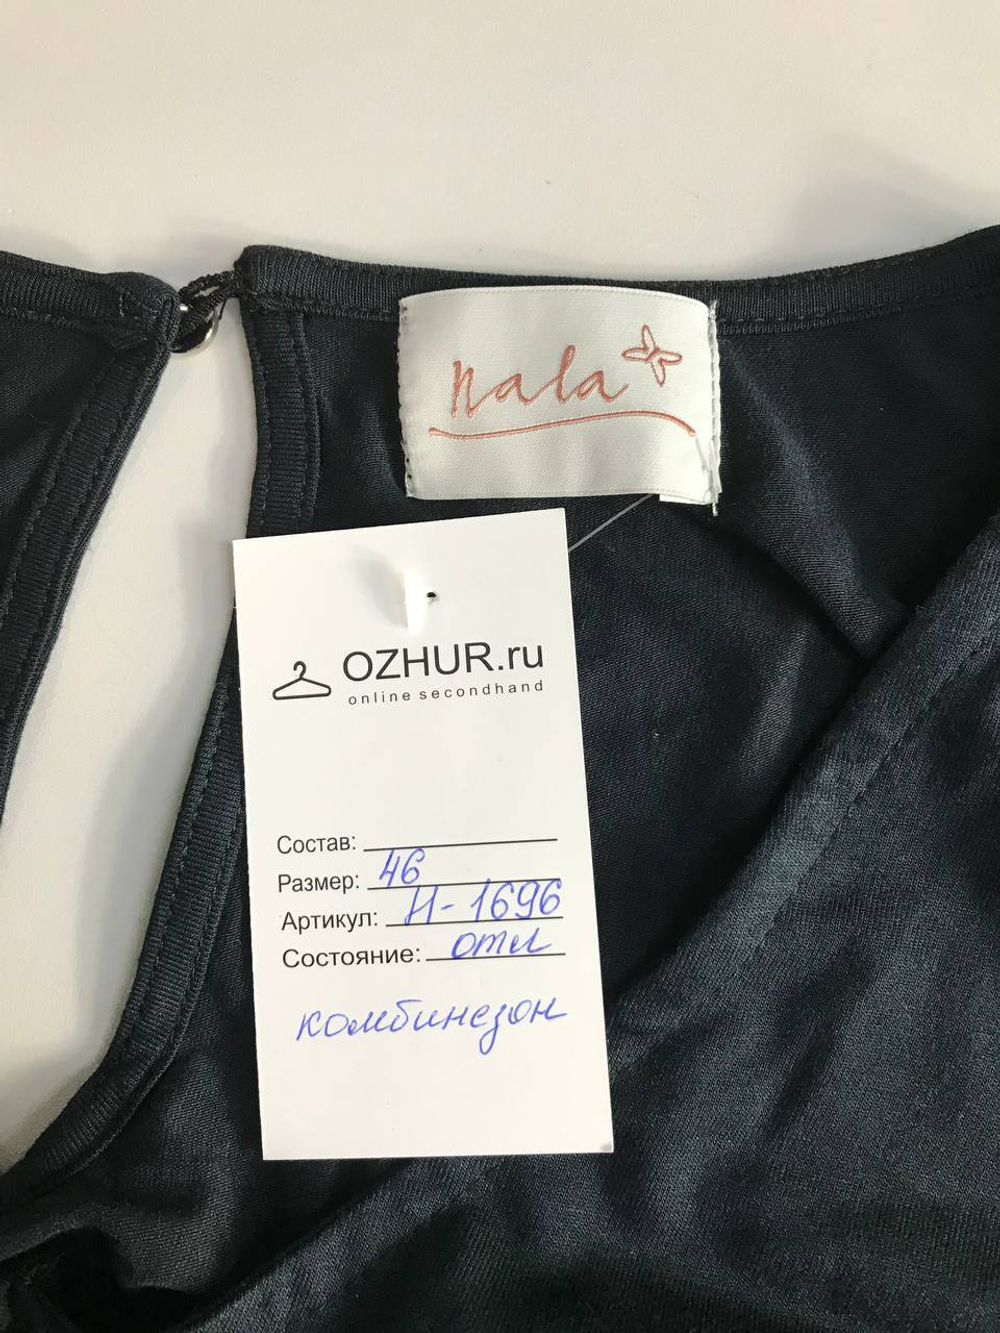 nala
OZHUR.ru
online secondhand
Состав:
Размер: 46
Артикул: И-1696
Состояние: отл
комбинезон